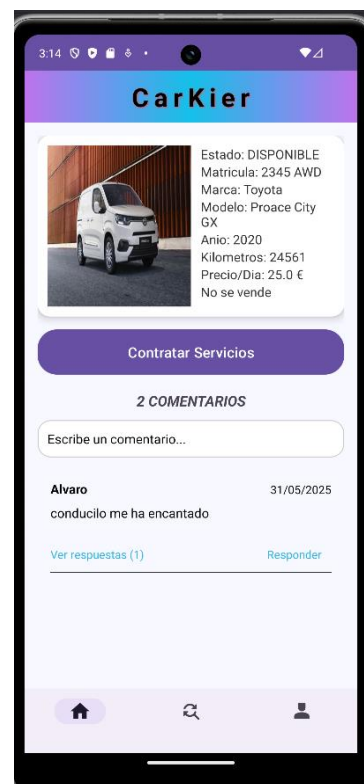 3:14
CarKier
Estado: DISPONIBLE
Matricula: 2345 AWD
Marca: Toyota
Modelo: Proace City
GX
Anio: 2020
Kilometros: 24561
Precio/Dia: 25.0 €
No se vende
Contratar Servicios
2 COMENTARIOS
Escribe un comentario...
Alvaro 31/05/2025
conducilo me ha encantado
Ver respuestas (1) Responder